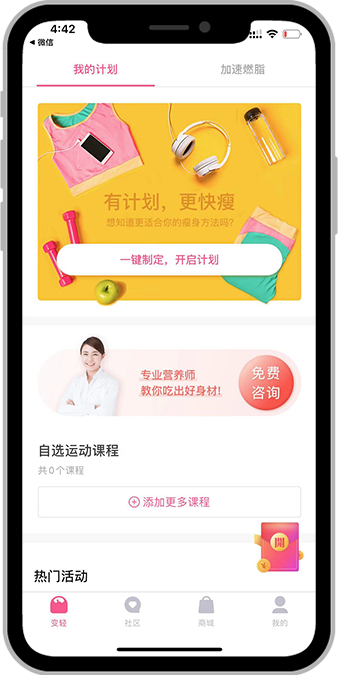 4:42
◀ 微信
我的计划
加速燃脂
有计划，更快瘦
想知道更适合你的瘦身方法吗?
一键制定，开启计划
专业营养师
教你吃出好身材!
免费
咨询
自选运动课程
共0个课程
添加更多课程
開
热门活动
变轻
社区
商城
我的